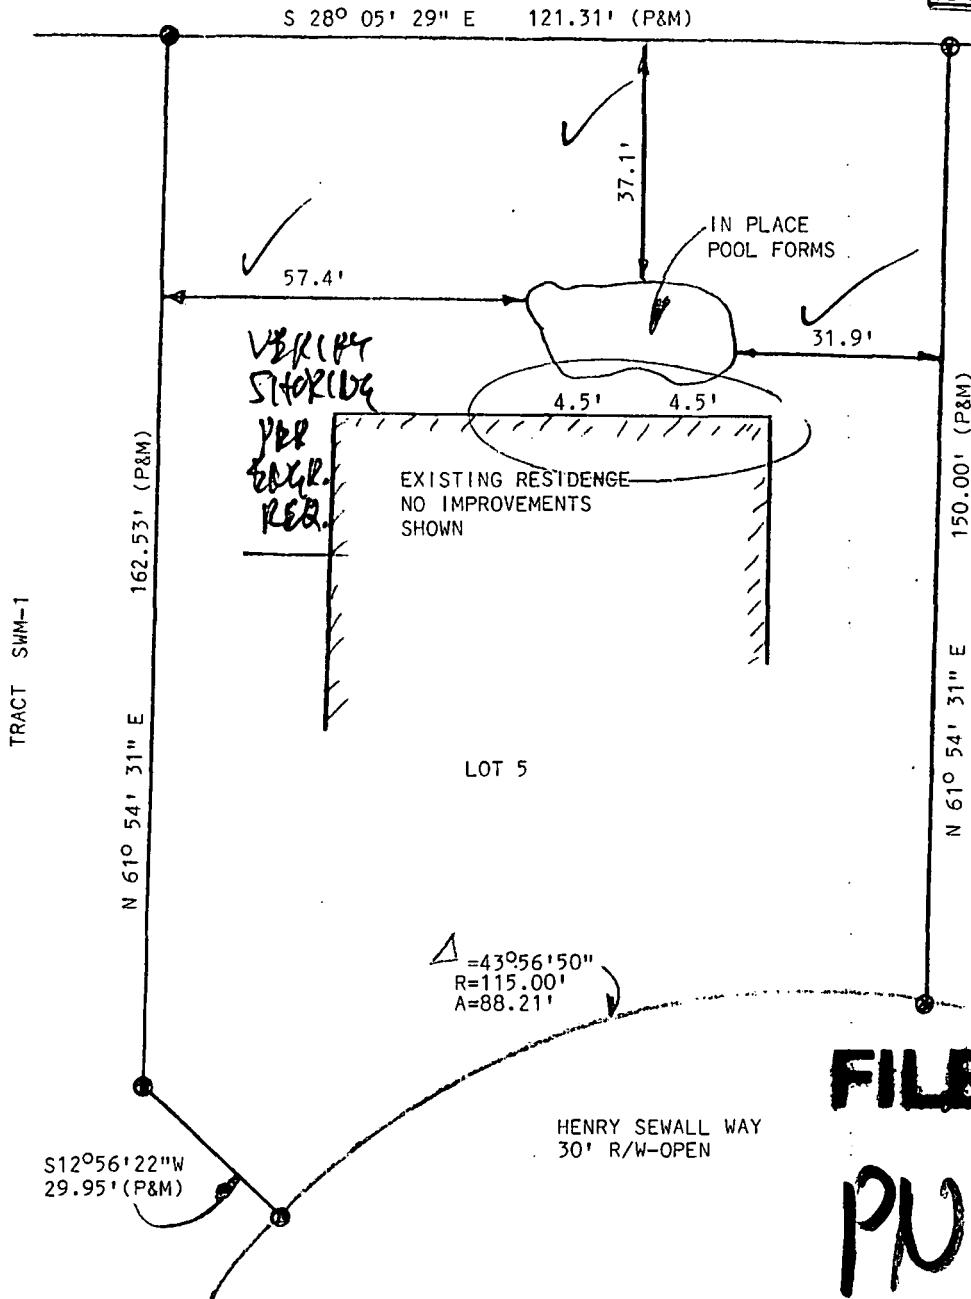 S 28° 05' 29" E 121.31' (P&M)
37.1'
IN PLACE
POOL FORMS
57.4'
31.9'
VERIFY
SHORING
PER
ENGR.
REQ.
4.5' 4.5'
EXISTING RESIDENCE
NO IMPROVEMENTS
SHOWN
N 61° 54' 31" E 162.53' (P&M)
N 61° 54' 31" E 150.00' (P&M)
TRACT SWM-1
LOT 5
Δ =43°56'50"
R=115.00'
A=88.21'
HENRY SEWALL WAY
30' R/W-OPEN
S12°56'22"W
29.95'(P&M)